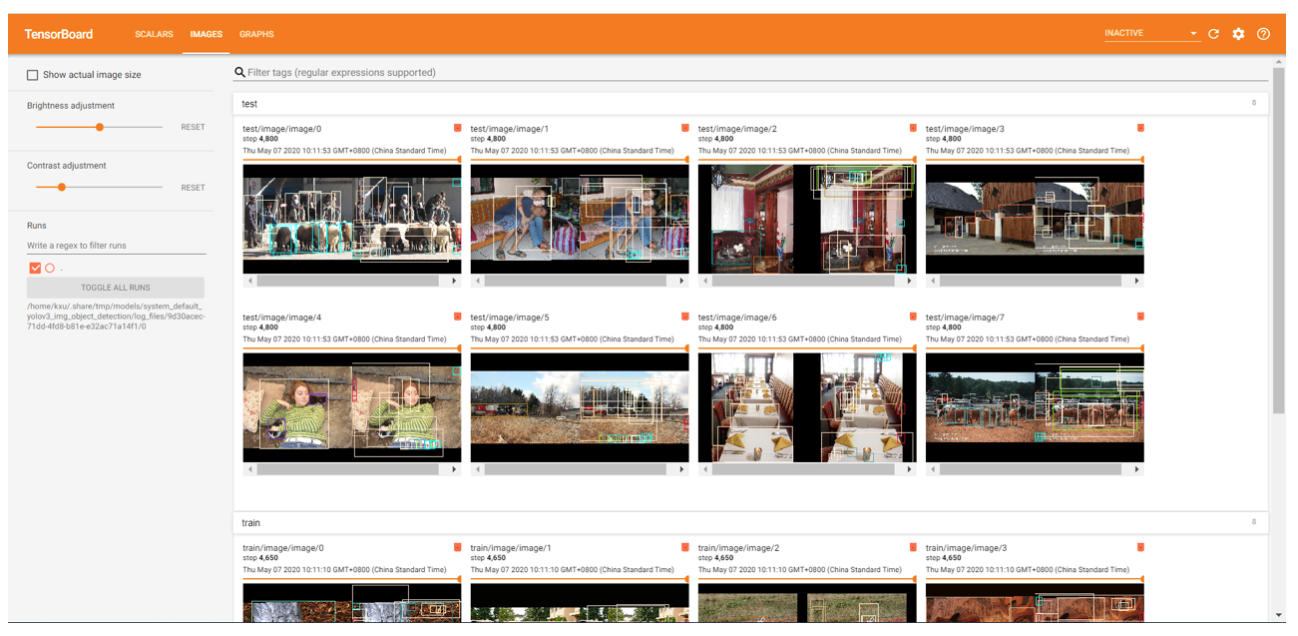 TensorBoard
SCALARS
IMAGES
GRAPHS
INACTIVE
Show actual image size
Brightness adjustment
RESET
Contrast adjustment
RESET
Runs
Write a regex to filter runs
.
TOGGLE ALL RUNS
/home/kxu/.share/tmp/models/system_default_
yolov3_img_object_detection/log_files/9d30acec-
71dd-4fd8-b81e-e32ac71a14f1/0
Filter tags (regular expressions supported)
test
8
test/image/image/0
step 4,800
Thu May 07 2020 10:11:53 GMT+0800 (China Standard Time)
test/image/image/1
step 4,800
Thu May 07 2020 10:11:53 GMT+0800 (China Standard Time)
test/image/image/2
step 4,800
Thu May 07 2020 10:11:53 GMT+0800 (China Standard Time)
test/image/image/3
step 4,800
Thu May 07 2020 10:11:53 GMT+0800 (China Standard Time)
test/image/image/4
step 4,800
Thu May 07 2020 10:11:53 GMT+0800 (China Standard Time)
test/image/image/5
step 4,800
Thu May 07 2020 10:11:53 GMT+0800 (China Standard Time)
test/image/image/6
step 4,800
Thu May 07 2020 10:11:53 GMT+0800 (China Standard Time)
test/image/image/7
step 4,800
Thu May 07 2020 10:11:53 GMT+0800 (China Standard Time)
train
8
train/image/image/0
step 4,650
Thu May 07 2020 10:11:10 GMT+0800 (China Standard Time)
train/image/image/1
step 4,650
Thu May 07 2020 10:11:10 GMT+0800 (China Standard Time)
train/image/image/2
step 4,650
Thu May 07 2020 10:11:10 GMT+0800 (China Standard Time)
train/image/image/3
step 4,650
Thu May 07 2020 10:11:10 GMT+0800 (China Standard Time)